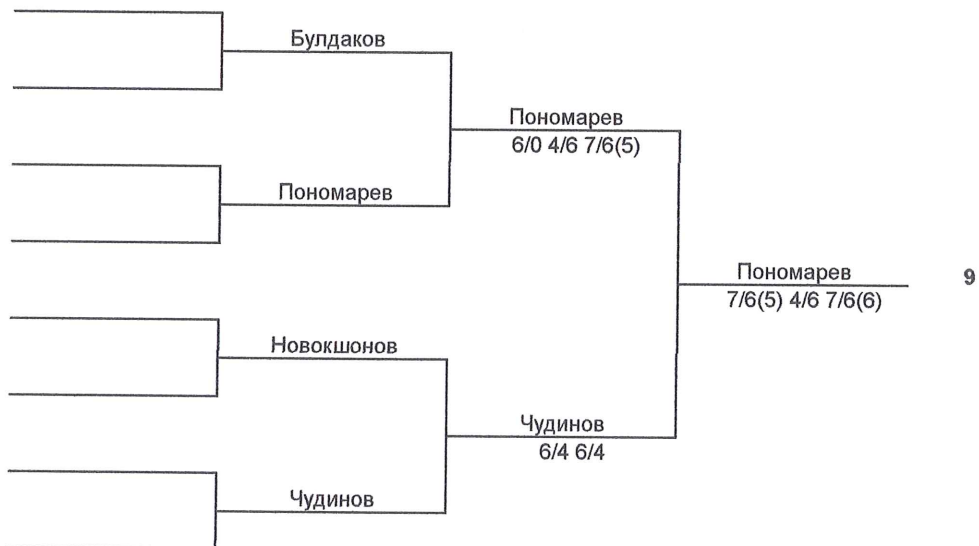 Булдаков
Пономарев
6/0 4/6 7/6(5)
Пономарев
Пономарев
7/6(5) 4/6 7/6(6)
9
Новокшонов
Чудинов
6/4 6/4
Чудинов